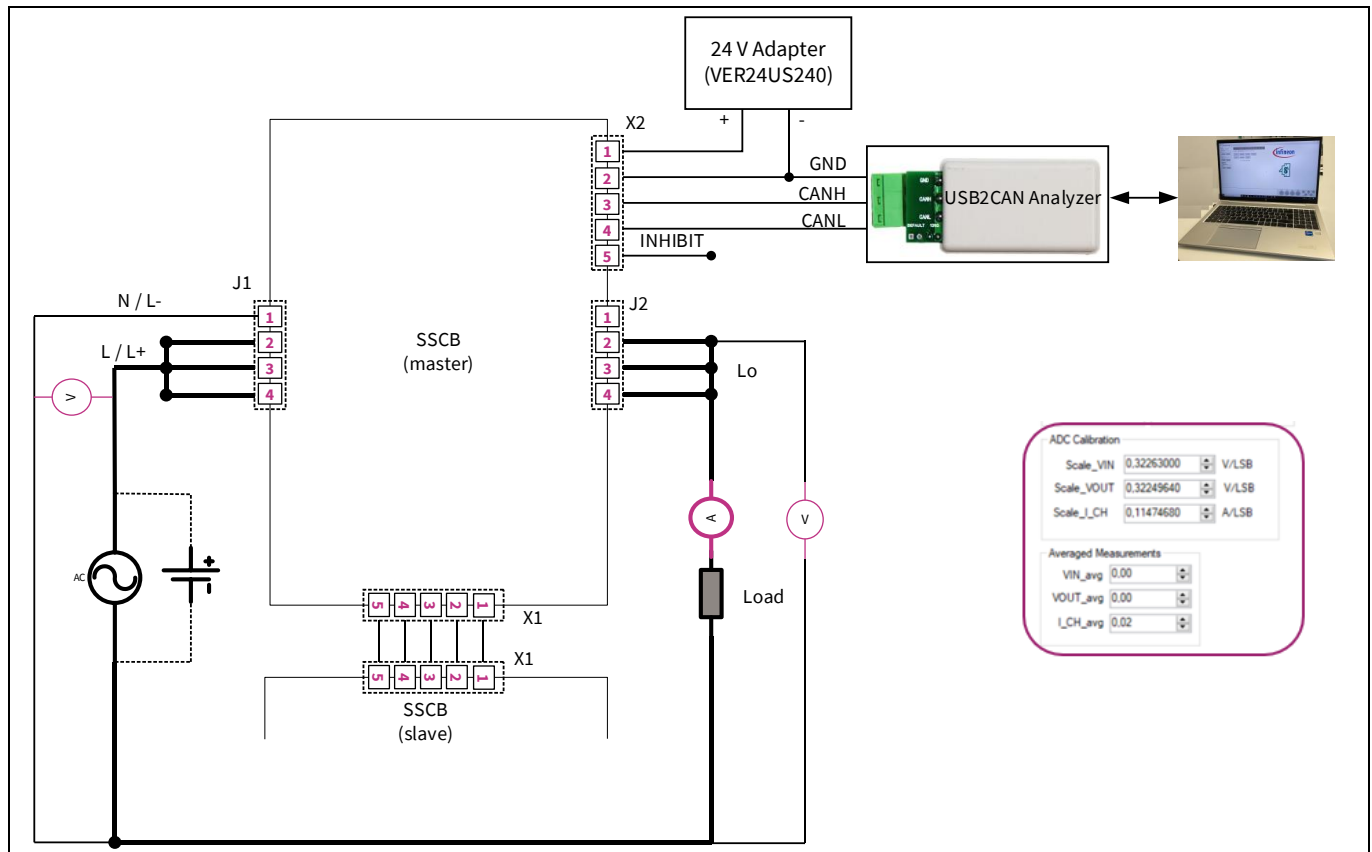 24 V Adapter
(VER24US240)
+
-
X2
1
2
3
4
5
GND
CANH
CANL
INHIBIT
GND
CANH
CANL
USB2CAN Analyzer
infineon
J1
N / L-
L / L+
1
2
3
4
SSCB
(master)
J2
1
2
3
4
Lo
V
AC
+
-
A
V
Load
5
4
3
2
1
X1
5
4
3
2
1
X1
SSCB
(slave)
ADC Calibration
Scale_VIN 0,32263000 V/LSB
Scale_VOUT 0,32249640 V/LSB
Scale_I_CH 0,11474680 A/LSB
Averaged Measurements
VIN_avg 0,00
VOUT_avg 0,00
I_CH_avg 0,02